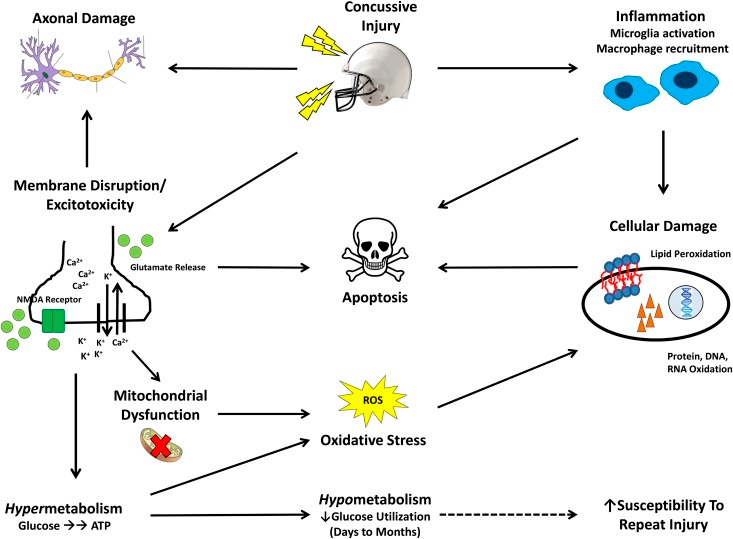 Axonal Damage
Concussive
Injury
Inflammation
Microglia activation
Macrophage recruitment
Membrane Disruption/
Excitotoxicity
Ca²⁺
Ca²⁺
Ca²⁺
K⁺
Glutamate Release
NMDA Receptor
K⁺
K⁺
Ca²⁺
K⁺
K⁺
Apoptosis
Cellular Damage
Lipid Peroxidation
Protein, DNA,
RNA Oxidation
Mitochondrial
Dysfunction
ROS
Oxidative Stress
Hypermetabolism
Glucose →→ ATP
Hypometabolism
↓Glucose Utilization
(Days to Months)
↑Susceptibility To
Repeat Injury